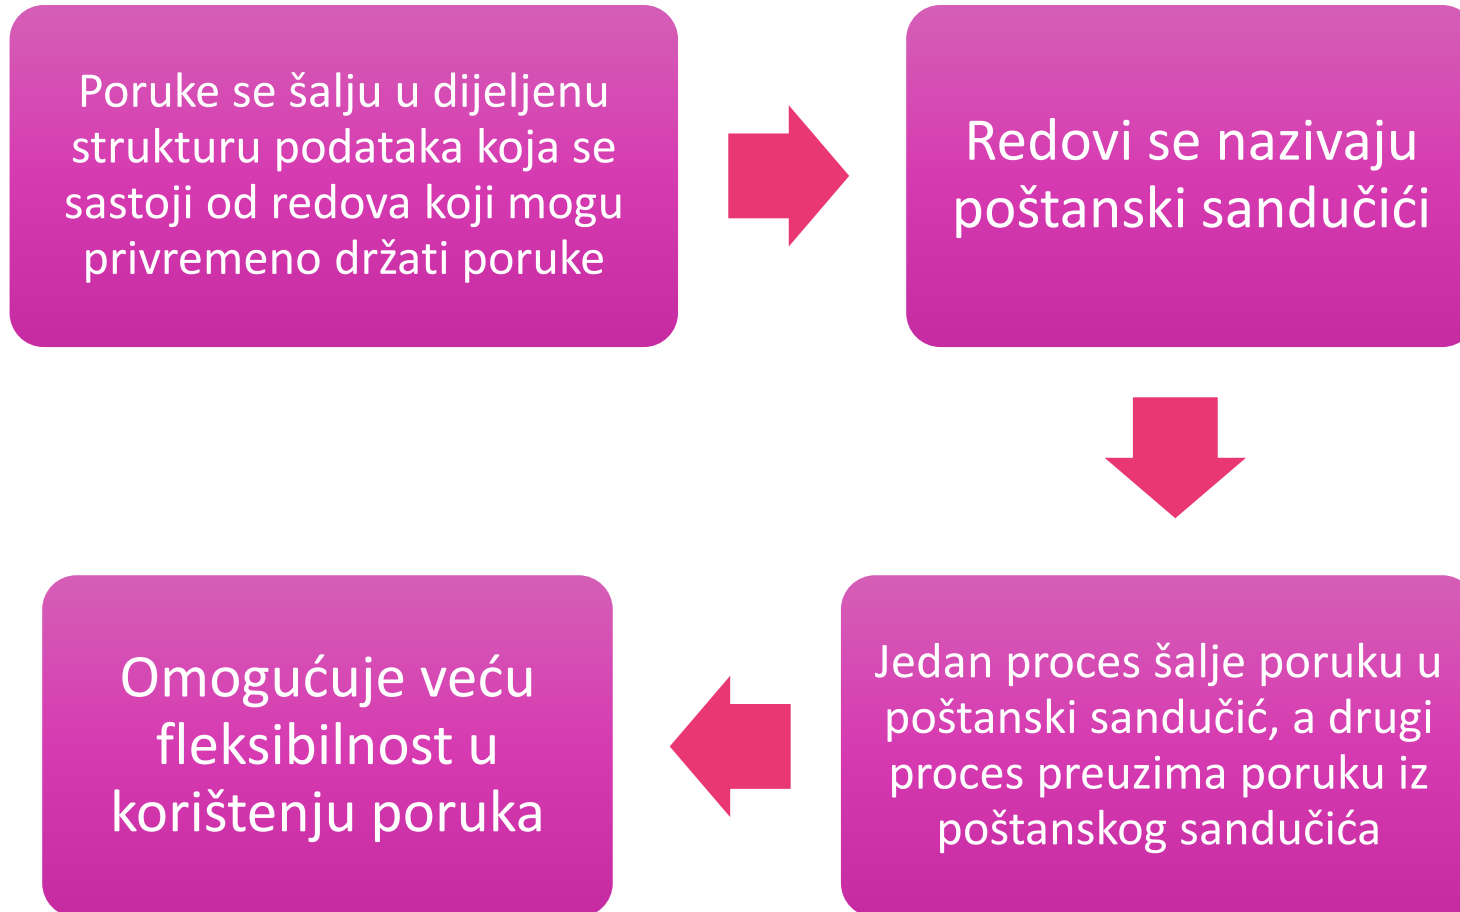 Poruke se šalju u dijeljenu
strukturu podataka koja se
sastoji od redova koji mogu
privremeno držati poruke
Redovi se nazivaju
poštanski sandučići
Jedan proces šalje poruku u
poštanski sandučić, a drugi
proces preuzima poruku iz
poštanskog sandučića
Omogućuje veću
fleksibilnost u
korištenju poruka